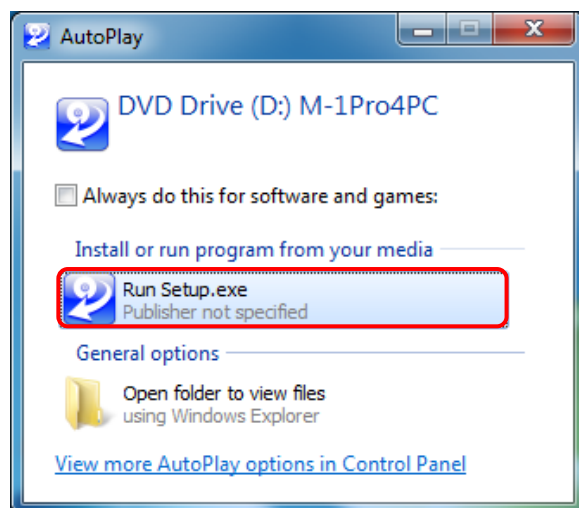 AutoPlay
DVD Drive (D:) M-1Pro4PC
Always do this for software and games:
Install or run program from your media
Run Setup.exe
Publisher not specified
General options
Open folder to view files
using Windows Explorer
View more AutoPlay options in Control Panel